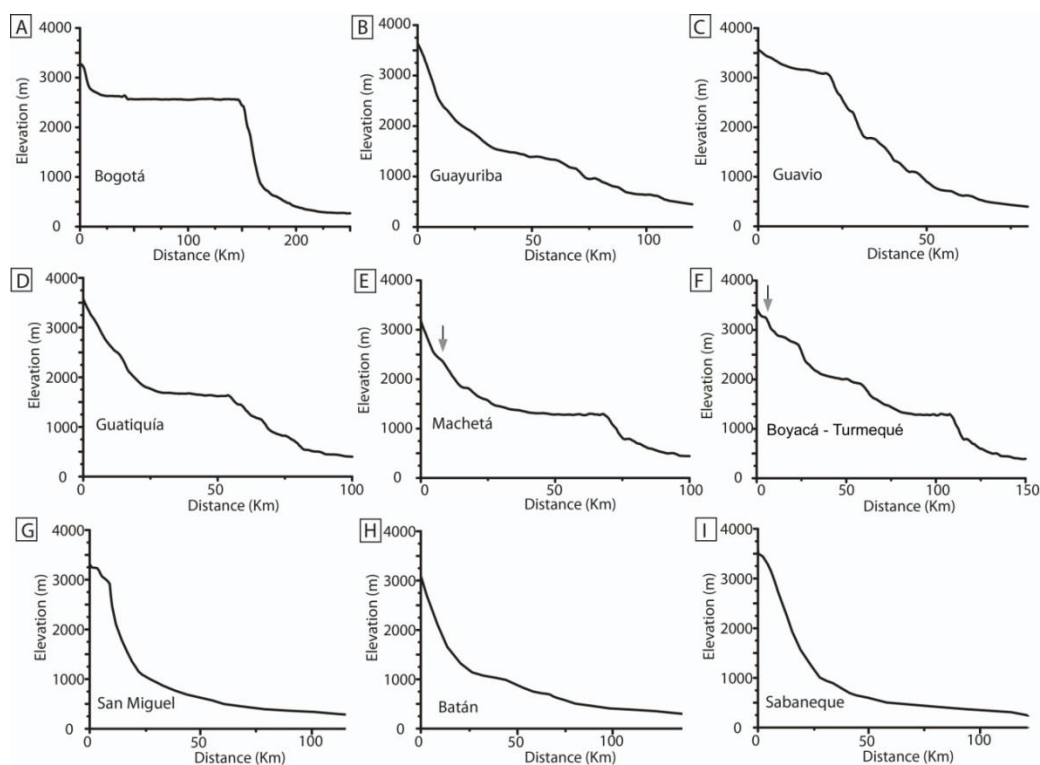 A
4000
3000
2000
1000
0
Elevation (m)
Bogotá
0 100 200
Distance (Km)
B
4000
3000
2000
1000
0
Elevation (m)
Guayuriba
0 50 100
Distance (Km)
C
4000
3000
2000
1000
0
Elevation (m)
Guavio
0 50
Distance (Km)
D
4000
3000
2000
1000
0
Elevation (m)
Guatiquía
0 50 100
Distance (Km)
E
4000
3000
2000
1000
0
Elevation (m)
Machetá
0 50 100
Distance (Km)
F
4000
3000
2000
1000
0
Elevation (m)
Boyacá - Turmequé
0 50 100 150
Distance (Km)
G
4000
3000
2000
1000
0
Elevation (m)
San Miguel
0 50 100
Distance (Km)
H
4000
3000
2000
1000
0
Elevation (m)
Batán
0 50 100
Distance (Km)
I
4000
3000
2000
1000
0
Elevation (m)
Sabaneque
0 50 100
Distance (Km)